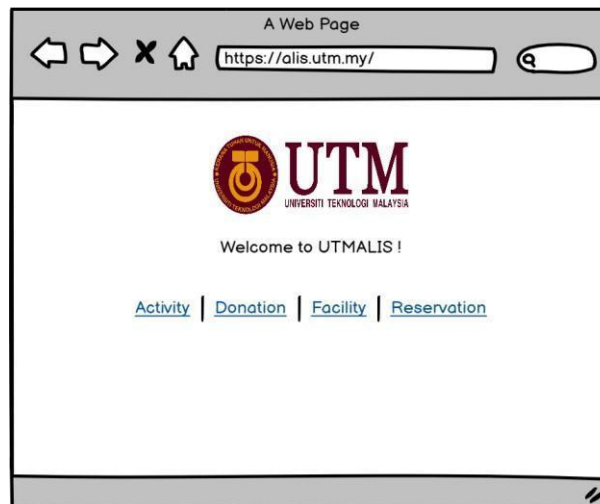 A Web Page
https://alis.utm.my/
UTM
UNIVERSITI TEKNOLOGI MALAYSIA
Welcome to UTMALIS !
Activity | Donation | Facility | Reservation